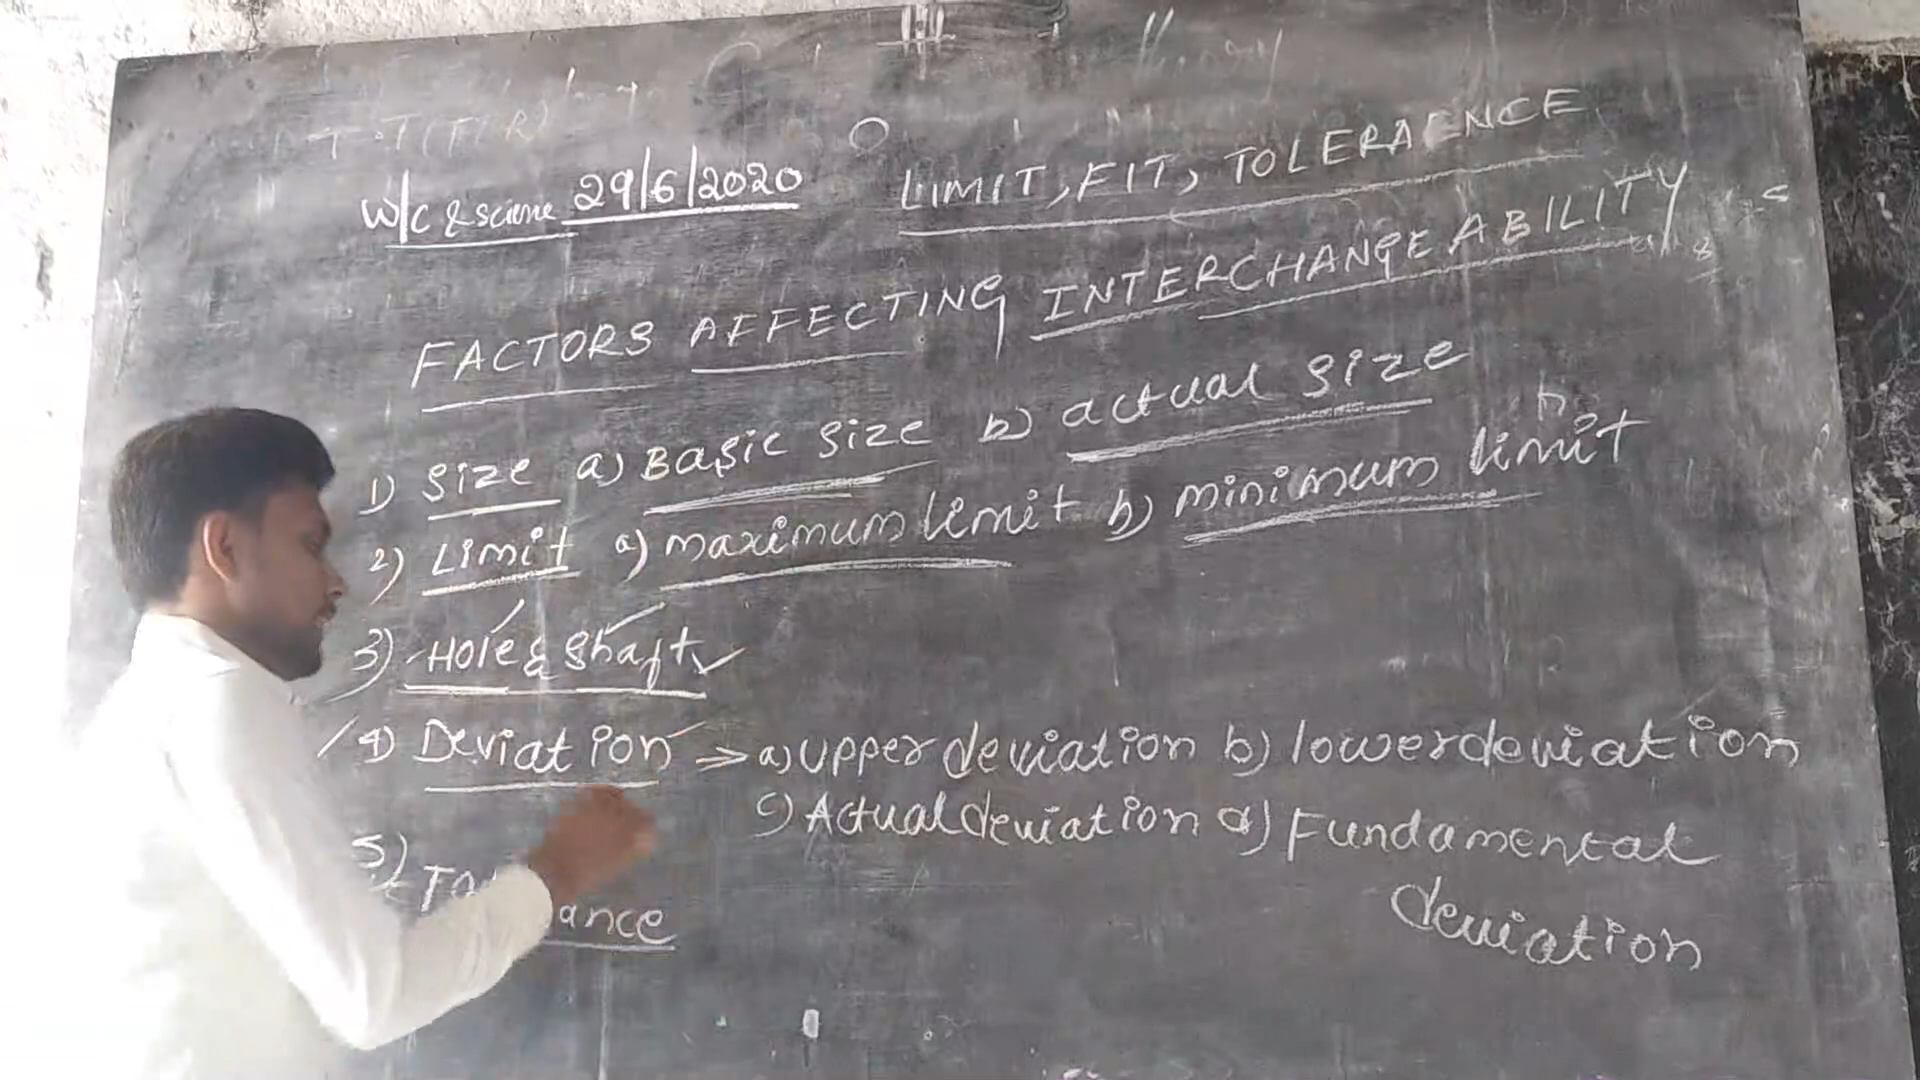 W/C & Science 29/6/2020 LIMIT, FIT, TOLERAENCE
FACTORS AFFECTING INTERCHANGEABILITY
1) Size a) Basic Size b) actual Size
2) Limit a) maximum limit b) minimum limit
3) Hole & Shaft
4) Deviation => a) Upper deviation b) lower deviation
c) Actual deviation d) Fundamental
deviation
5)
ance